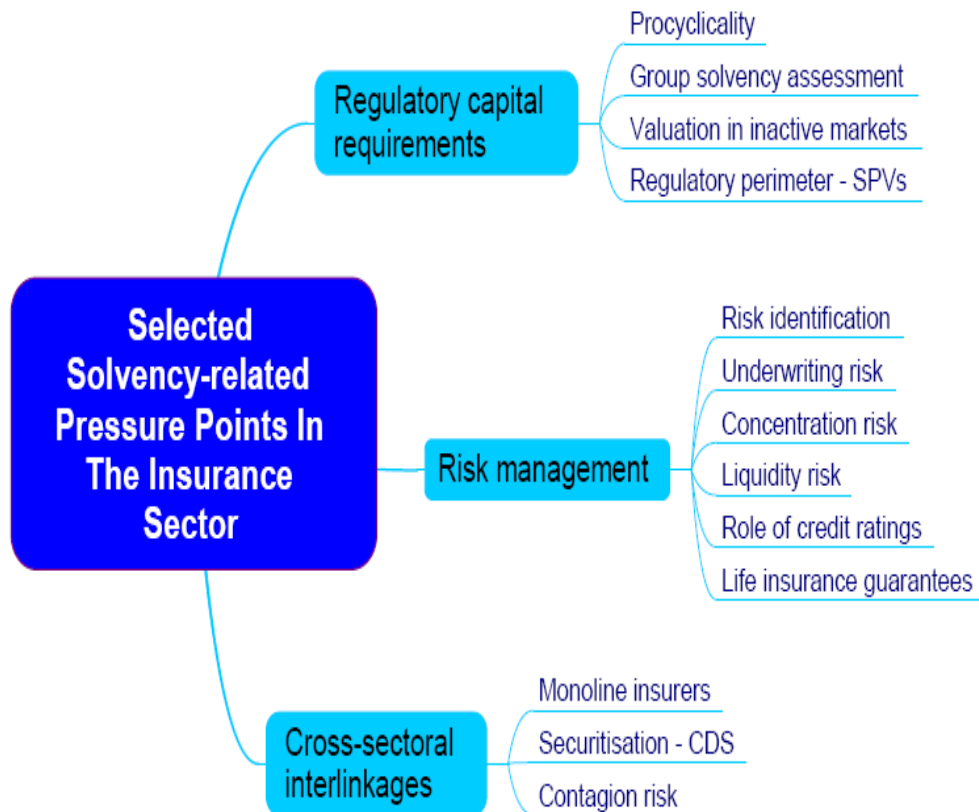 Procyclicality
Regulatory capital
requirements
Group solvency assessment
Valuation in inactive markets
Regulatory perimeter - SPVs
Selected
Solvency-related
Pressure Points In
The Insurance
Sector
Risk management
Risk identification
Underwriting risk
Concentration risk
Liquidity risk
Role of credit ratings
Life insurance guarantees
Cross-sectoral
interlinkages
Monoline insurers
Securitisation - CDS
Contagion risk